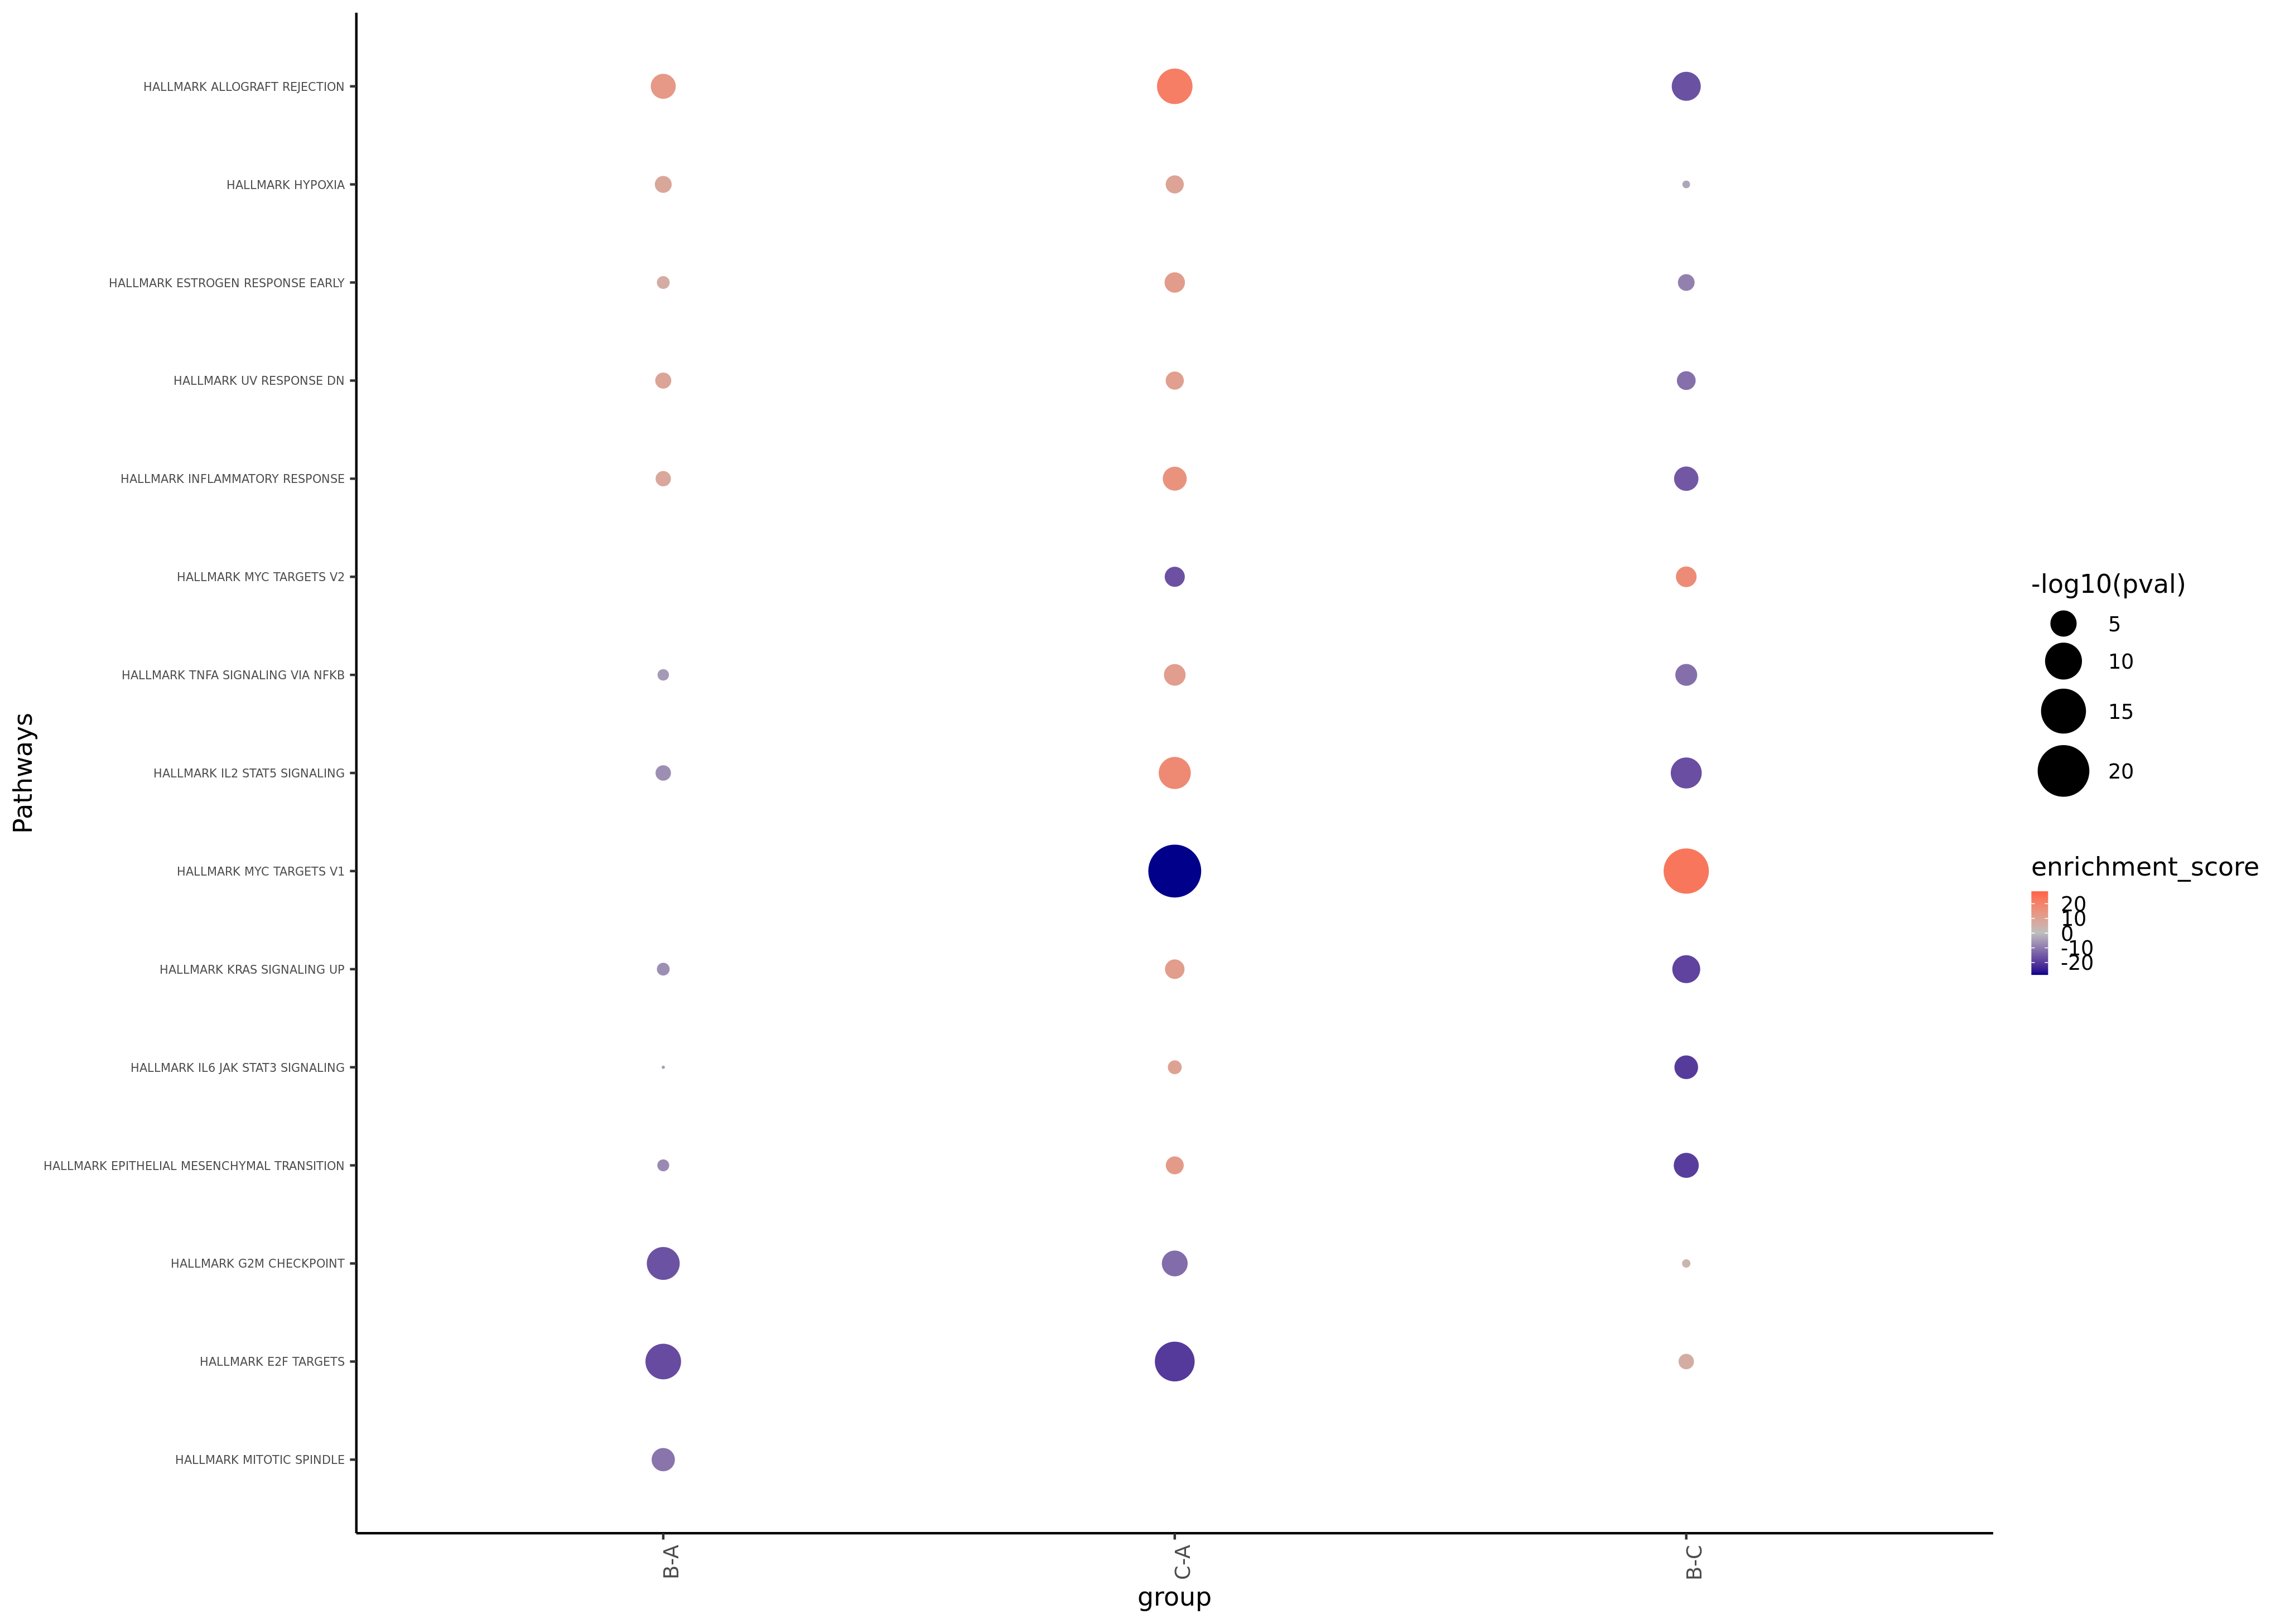 HALLMARK ALLOGRAFT REJECTION
HALLMARK HYPOXIA
HALLMARK ESTROGEN RESPONSE EARLY
HALLMARK UV RESPONSE DN
HALLMARK INFLAMMATORY RESPONSE
HALLMARK MYC TARGETS V2
HALLMARK TNFA SIGNALING VIA NFKB
HALLMARK IL2 STAT5 SIGNALING
HALLMARK MYC TARGETS V1
HALLMARK KRAS SIGNALING UP
HALLMARK IL6 JAK STAT3 SIGNALING
HALLMARK EPITHELIAL MESENCHYMAL TRANSITION
HALLMARK G2M CHECKPOINT
HALLMARK E2F TARGETS
HALLMARK MITOTIC SPINDLE
Pathways
B-A
C-A
B-C
group
-log10(pval)
5
10
15
20
enrichment_score
20
10
0
-10
-20